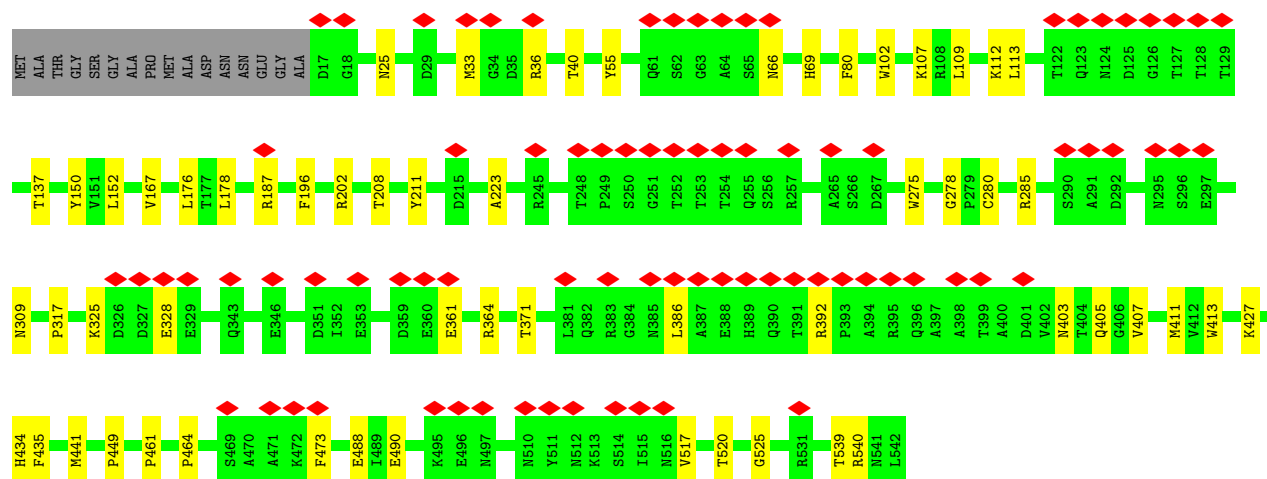 MET ALA THR GLY SER GLY ALA PRO MET ALA ASP ASN ASN GLU GLY ALA D17 G18 N25 D29 M33 G34 D35 R36 T40 Y55 Q61 S62 G63 A64 S65 N66 H69 F80 W102 K107 R108 L109 K112 L113 T122 Q123 N124 D125 G126 T127 T128 T129
T137 Y150 V151 L152 V167 L176 T177 L178 R187 F196 R202 T208 Y211 D215 A223 R245 T248 P249 S250 G251 T252 T253 T254 Q255 S256 R257 A265 S266 D267 W275 G278 P279 C280 R285 S290 A291 D292 N295 S296 E297
N309 P317 K325 D326 D327 E328 E329 Q343 E346 D351 I352 E353 D359 E360 E361 R364 T371 L381 Q382 R383 G384 N385 L386 A387 E388 H389 Q390 T391 R392 P393 A394 R395 Q396 A397 A398 T399 A400 D401 V402 N403 T404 Q405 G406 V407 M411 V412 W413 K427
H434 F435 M441 P449 P461 P464 S469 A470 A471 K472 F473 E488 I489 E490 K495 E496 N497 N510 Y511 N512 K513 S514 I515 N516 V517 T520 G525 R531 T539 R540 N541 L542